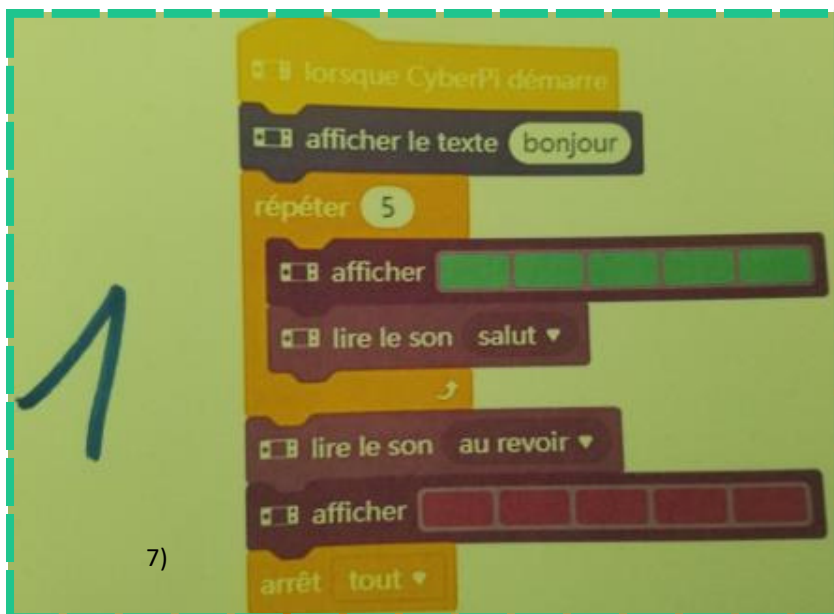 lorsque CyberPi démarre
afficher le texte bonjour
répéter 5
afficher
lire le son salut
1
lire le son au revoir
afficher
7)
arrêt tout